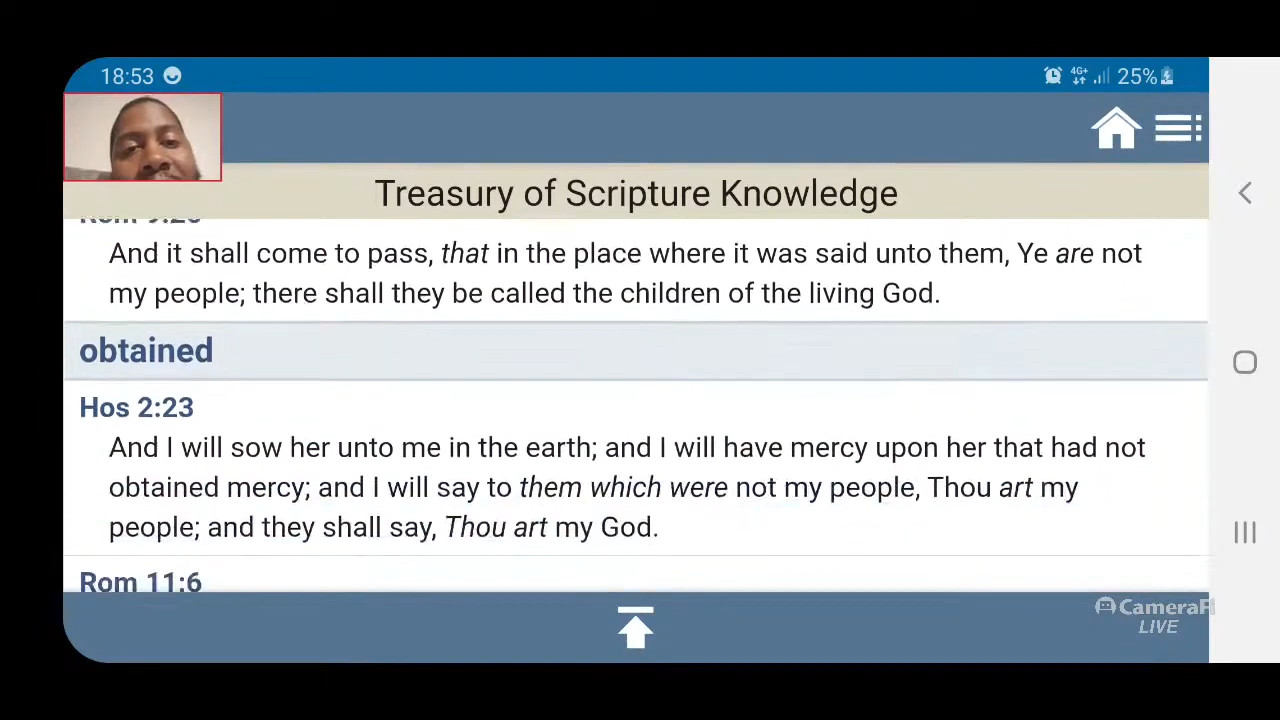 18:53
4G+ 25%
Treasury of Scripture Knowledge
Rom 9:26
And it shall come to pass, that in the place where it was said unto them, Ye are not
my people; there shall they be called the children of the living God.
obtained
Hos 2:23
And I will sow her unto me in the earth; and I will have mercy upon her that had not
obtained mercy; and I will say to them which were not my people, Thou art my
people; and they shall say, Thou art my God.
Rom 11:6
CameraFi
LIVE